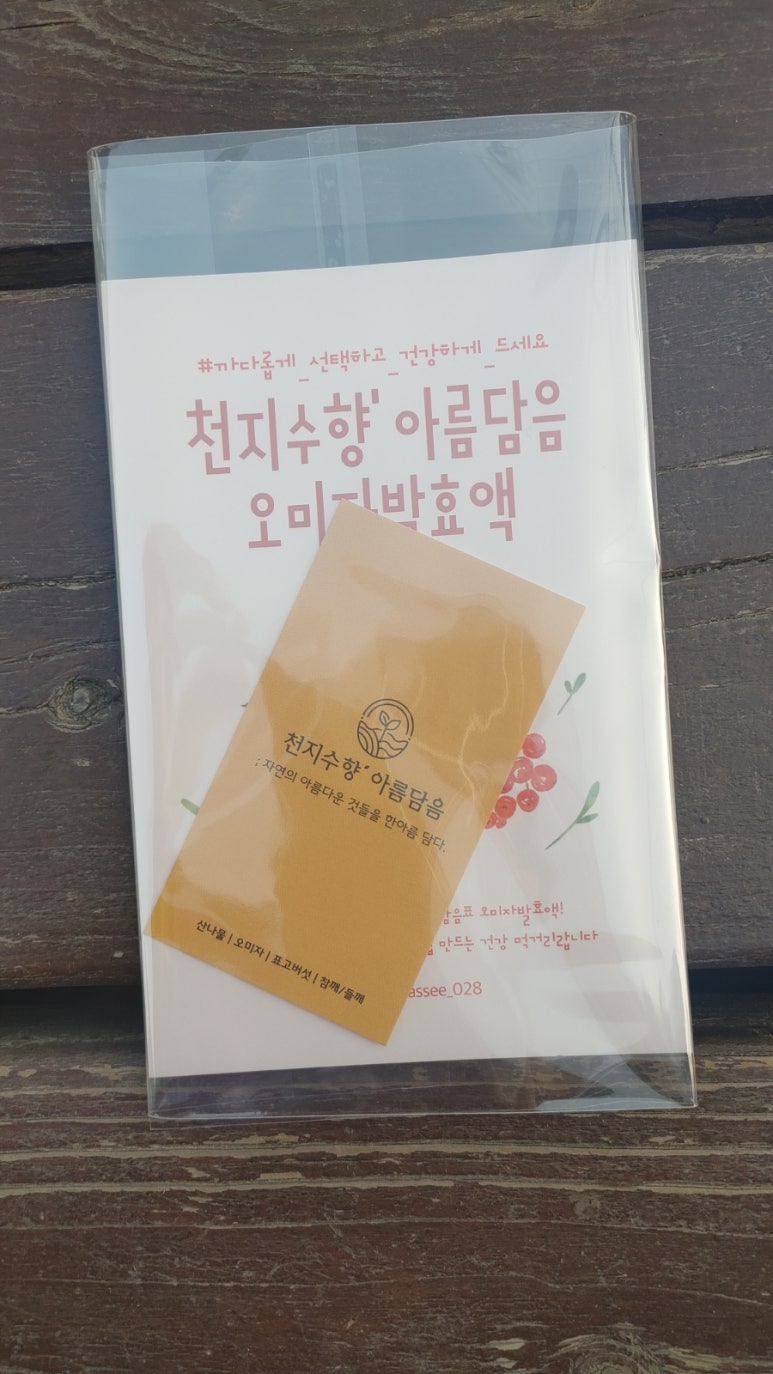 #까다롭게_선택하고_건강하게_드세요
천지수향' 아름담음
오미자발효액
천지수향' 아름담음
; 자연의 아름다운 것들을 한아름 담다.
산나물 | 오미자 | 표고버섯 | 참깨/들깨
담음표 오미자발효액!
만드는 건강 먹거리랍니다
assee_028